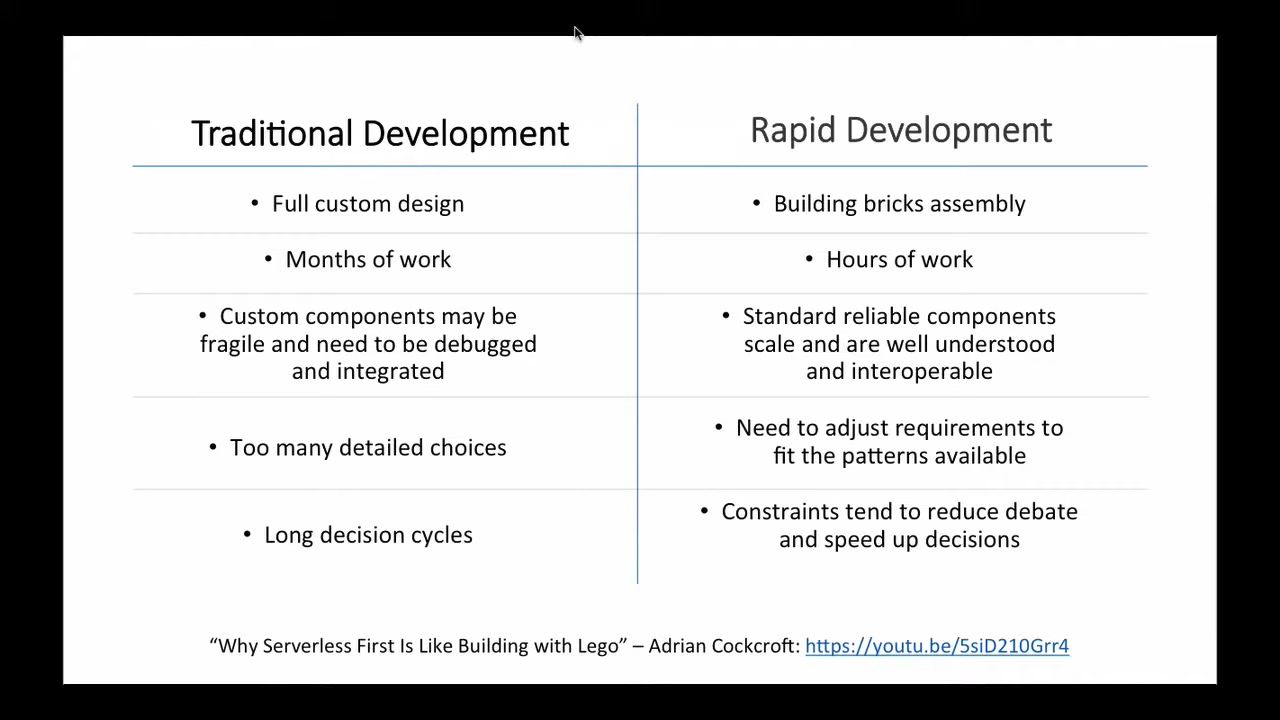 Traditional Development
Rapid Development
• Full custom design
• Building bricks assembly
• Months of work
• Hours of work
• Custom components may be
fragile and need to be debugged
and integrated
• Standard reliable components
scale and are well understood
and interoperable
• Too many detailed choices
• Need to adjust requirements to
fit the patterns available
• Long decision cycles
• Constraints tend to reduce debate
and speed up decisions
“Why Serverless First Is Like Building with Lego” – Adrian Cockcroft: https://youtu.be/5siD210Grr4